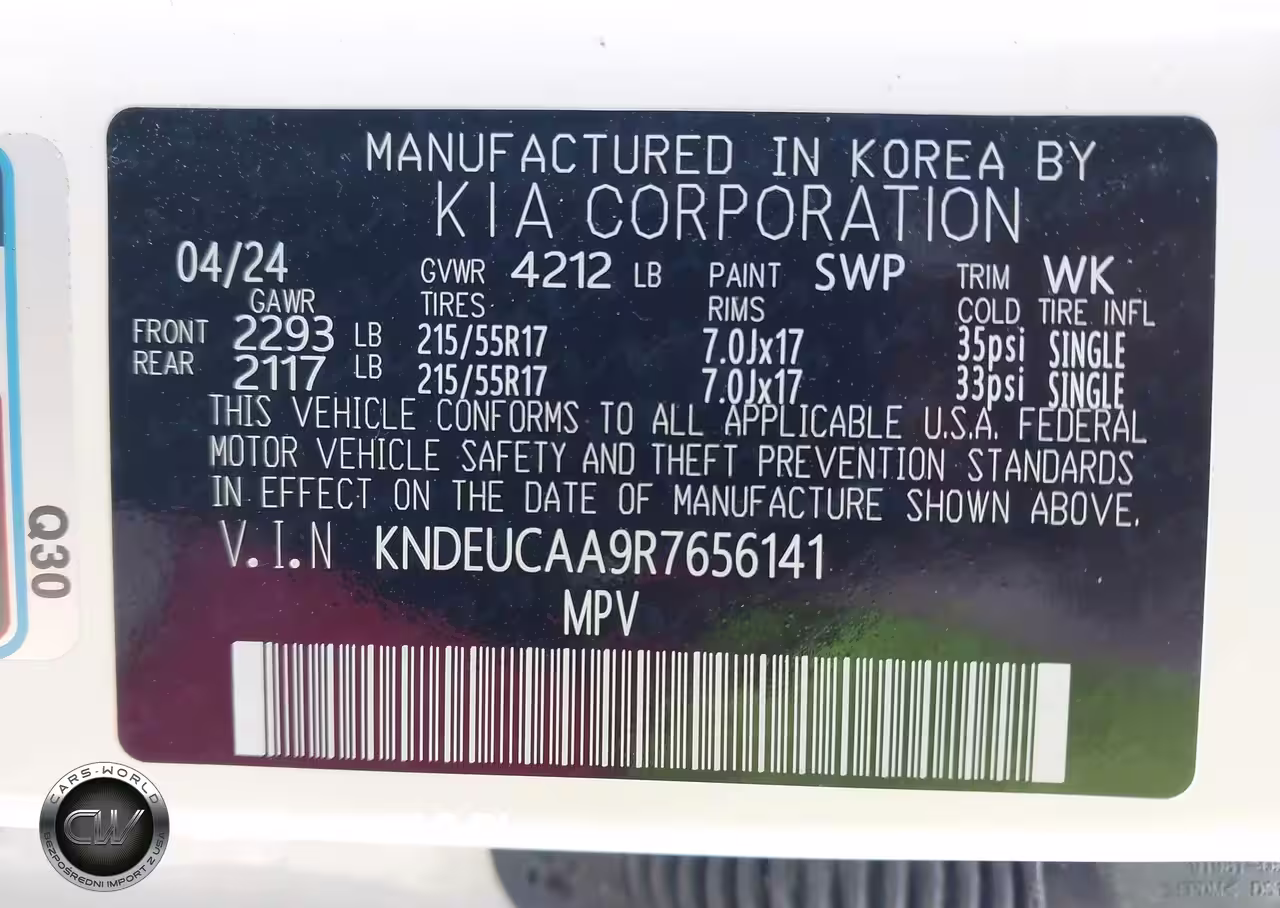 MANUFACTURED IN KOREA BY
KIA CORPORATION
04/24 GVWR 4212 LB PAINT SWP TRIM WK
GAWR TIRES RIMS COLD TIRE INFL
FRONT 2293 LB 215/55R17 7.0Jx17 35psi SINGLE
REAR 2117 LB 215/55R17 7.0Jx17 33psi SINGLE
THIS VEHICLE CONFORMS TO ALL APPLICABLE U.S.A. FEDERAL
MOTOR VEHICLE SAFETY AND THEFT PREVENTION STANDARDS
IN EFFECT ON THE DATE OF MANUFACTURE SHOWN ABOVE.
V.I.N KNDEUCAA9R7656141
MPV
Q30
CARS-WORLD
CW
BEZPOŚREDNI IMPORT Z USA